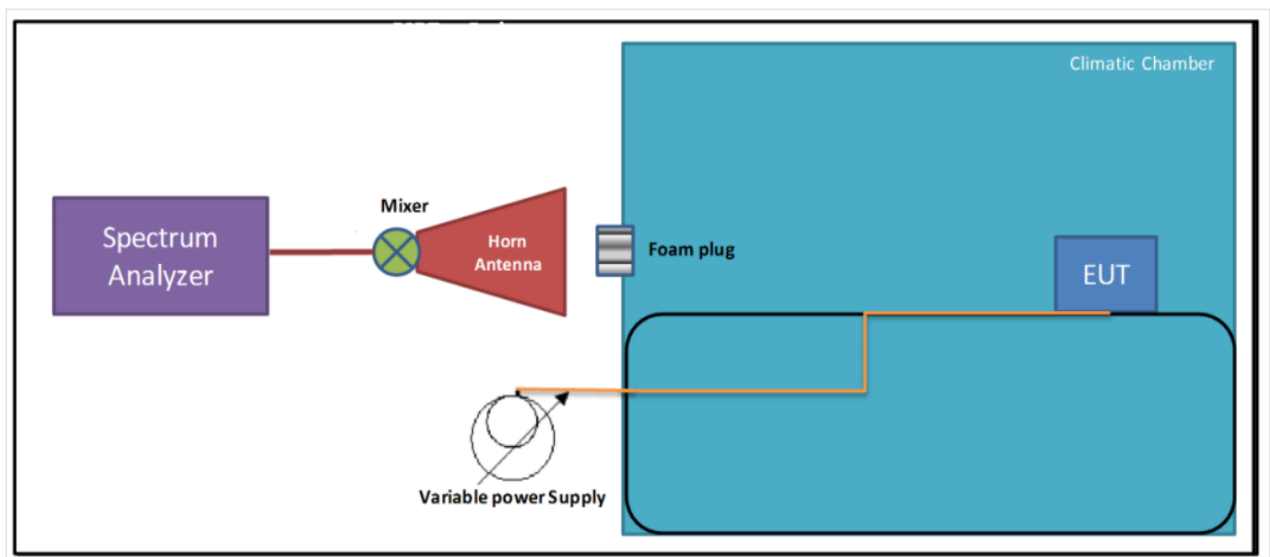 Climatic Chamber
Mixer
Spectrum
Analyzer
Horn
Antenna
Foam plug
EUT
Variable power Supply